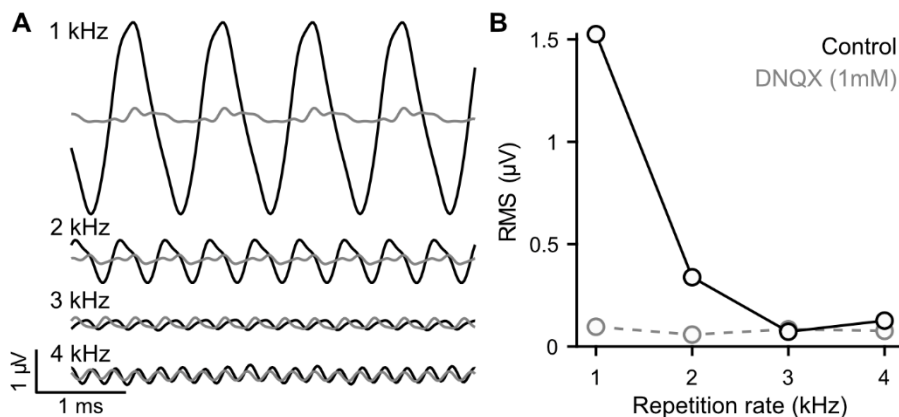 A
1 kHz
2 kHz
3 kHz
4 kHz
1 µV
1 ms
B
Control
DNQX (1mM)
1.5
1
0.5
0
RMS (µV)
1 2 3 4
Repetition rate (kHz)